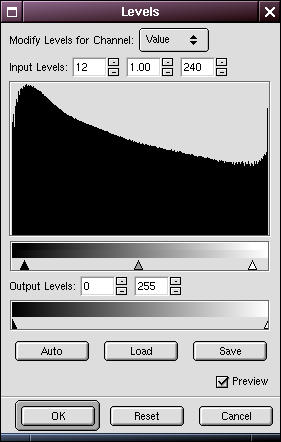 Levels
Modify Levels for Channel: Value
Input Levels: 12 1.00 240
Output Levels: 0 255
Auto Load Save
Preview
OK Reset Cancel